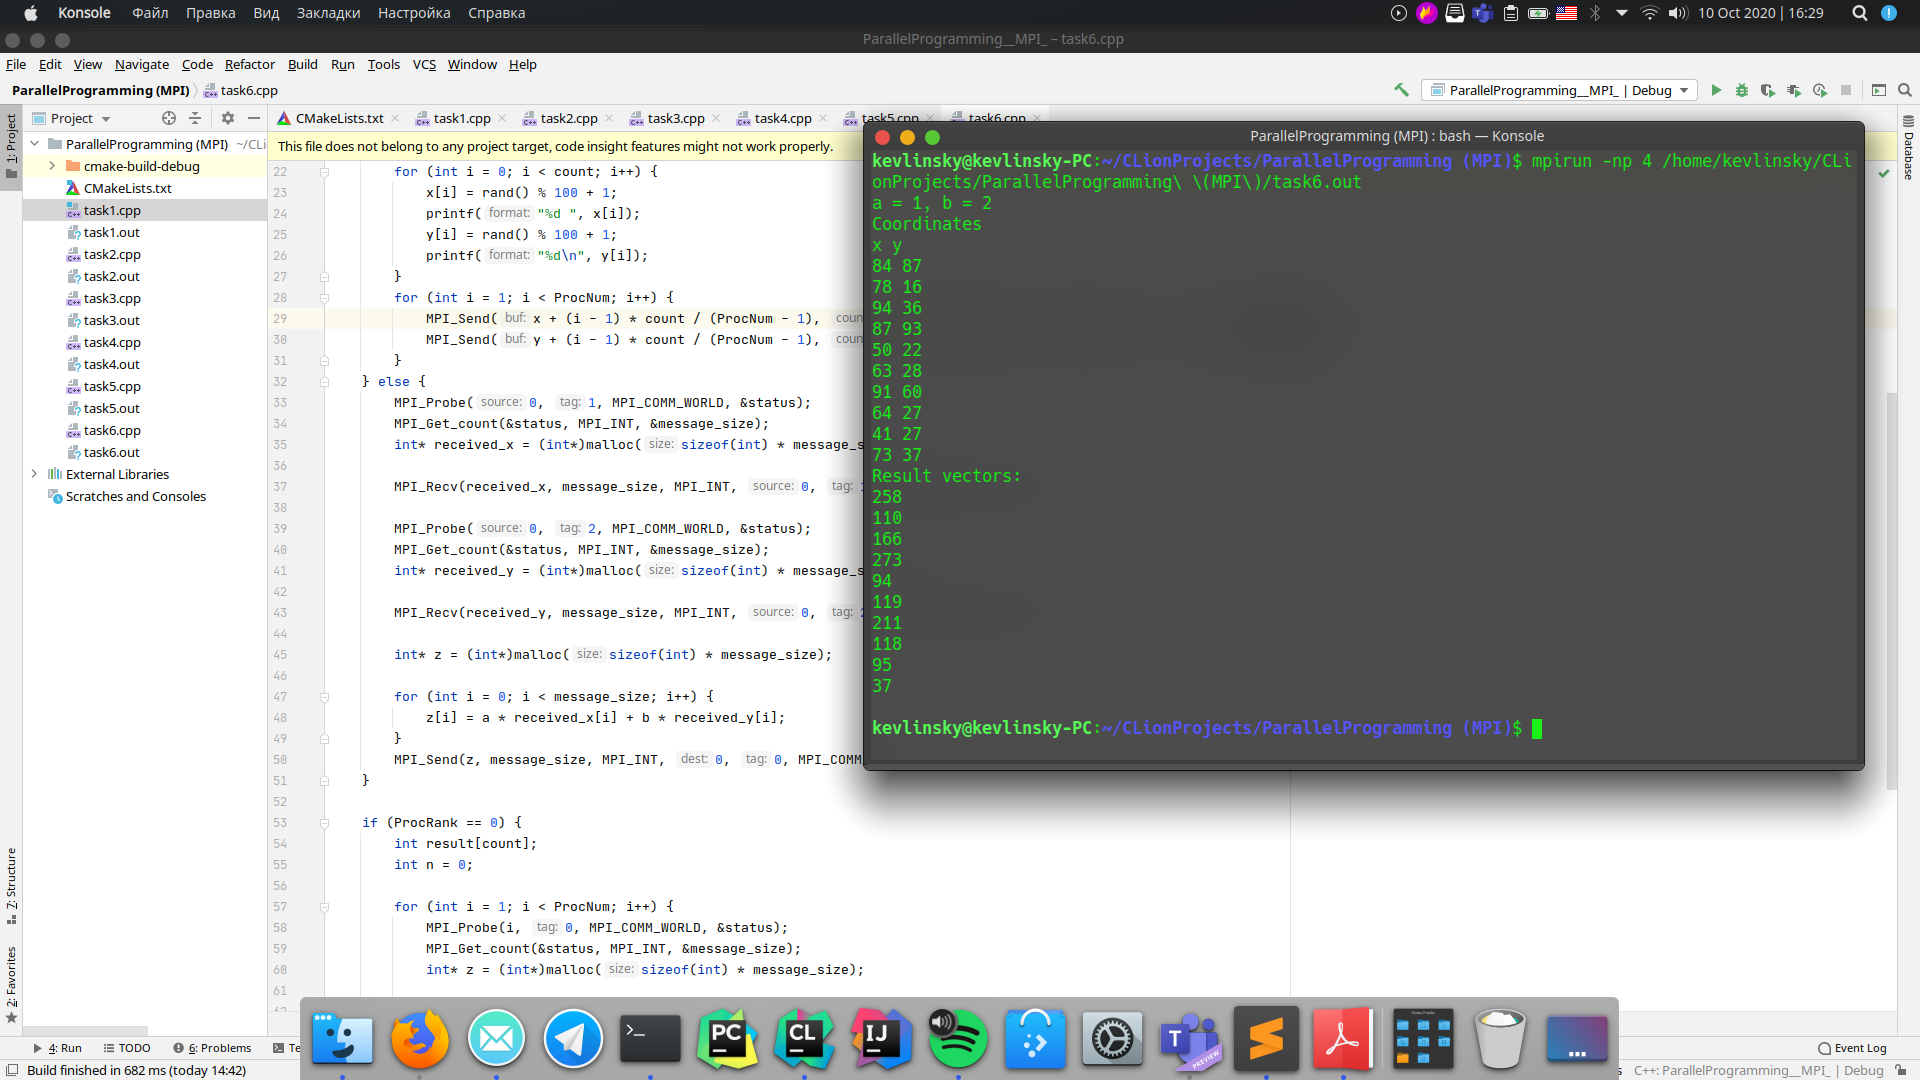 Konsole Файл Правка Вид Закладки Настройка Справка 10 Oct 2020 | 16:29
ParallelProgramming__MPI_ – task6.cpp
File Edit View Navigate Code Refactor Build Run Tools VCS Window Help
ParallelProgramming (MPI) task6.cpp ParallelProgramming__MPI_ | Debug
Project CMakeLists.txt task1.cpp task2.cpp task3.cpp task4.cpp task5.cpp task6.cpp
This file does not belong to any project target, code insight features might not work properly.
1: Project
7: Structure
2: Favorites
Database
ParallelProgramming (MPI) ~/CLi
cmake-build-debug
CMakeLists.txt
task1.cpp
task1.out
task2.cpp
task2.out
task3.cpp
task3.out
task4.cpp
task4.out
task5.cpp
task5.out
task6.cpp
task6.out
External Libraries
Scratches and Consoles
22 for (int i = 0; i < count; i++) {
23 x[i] = rand() % 100 + 1;
24 printf( format: "%d ", x[i]);
25 y[i] = rand() % 100 + 1;
26 printf( format: "%d\n", y[i]);
27 }
28 for (int i = 1; i < ProcNum; i++) {
29 MPI_Send( buf: x + (i - 1) * count / (ProcNum - 1), coun
30 MPI_Send( buf: y + (i - 1) * count / (ProcNum - 1), coun
31 }
32 } else {
33 MPI_Probe( source: 0, tag: 1, MPI_COMM_WORLD, &status);
34 MPI_Get_count(&status, MPI_INT, &message_size);
35 int* received_x = (int*)malloc( size: sizeof(int) * message_s
36
37 MPI_Recv(received_x, message_size, MPI_INT, source: 0, tag: 1
38
39 MPI_Probe( source: 0, tag: 2, MPI_COMM_WORLD, &status);
40 MPI_Get_count(&status, MPI_INT, &message_size);
41 int* received_y = (int*)malloc( size: sizeof(int) * message_s
42
43 MPI_Recv(received_y, message_size, MPI_INT, source: 0, tag: 2
44
45 int* z = (int*)malloc( size: sizeof(int) * message_size);
46
47 for (int i = 0; i < message_size; i++) {
48 z[i] = a * received_x[i] + b * received_y[i];
49 }
50 MPI_Send(z, message_size, MPI_INT, dest: 0, tag: 0, MPI_COMM
51 }
52
53 if (ProcRank == 0) {
54 int result[count];
55 int n = 0;
56
57 for (int i = 1; i < ProcNum; i++) {
58 MPI_Probe(i, tag: 0, MPI_COMM_WORLD, &status);
59 MPI_Get_count(&status, MPI_INT, &message_size);
60 int* z = (int*)malloc( size: sizeof(int) * message_size);
61
ParallelProgramming (MPI) : bash — Konsole
kevlinsky@kevlinsky-PC:~/CLionProjects/ParallelProgramming (MPI)$ mpirun -np 4 /home/kevlinsky/CLi
onProjects/ParallelProgramming\ \(MPI\)/task6.out
a = 1, b = 2
Coordinates
x y
84 87
78 16
94 36
87 93
50 22
63 28
91 60
64 27
41 27
73 37
Result vectors:
258
110
166
273
94
119
211
118
95
37
kevlinsky@kevlinsky-PC:~/CLionProjects/ParallelProgramming (MPI)$
>_ PC CL IJ T PREVIEW
Home Folder
4: Run TODO 6: Problems Te Event Log
Build finished in 682 ms (today 14:42) C++: ParallelProgramming__MPI_ | Debug